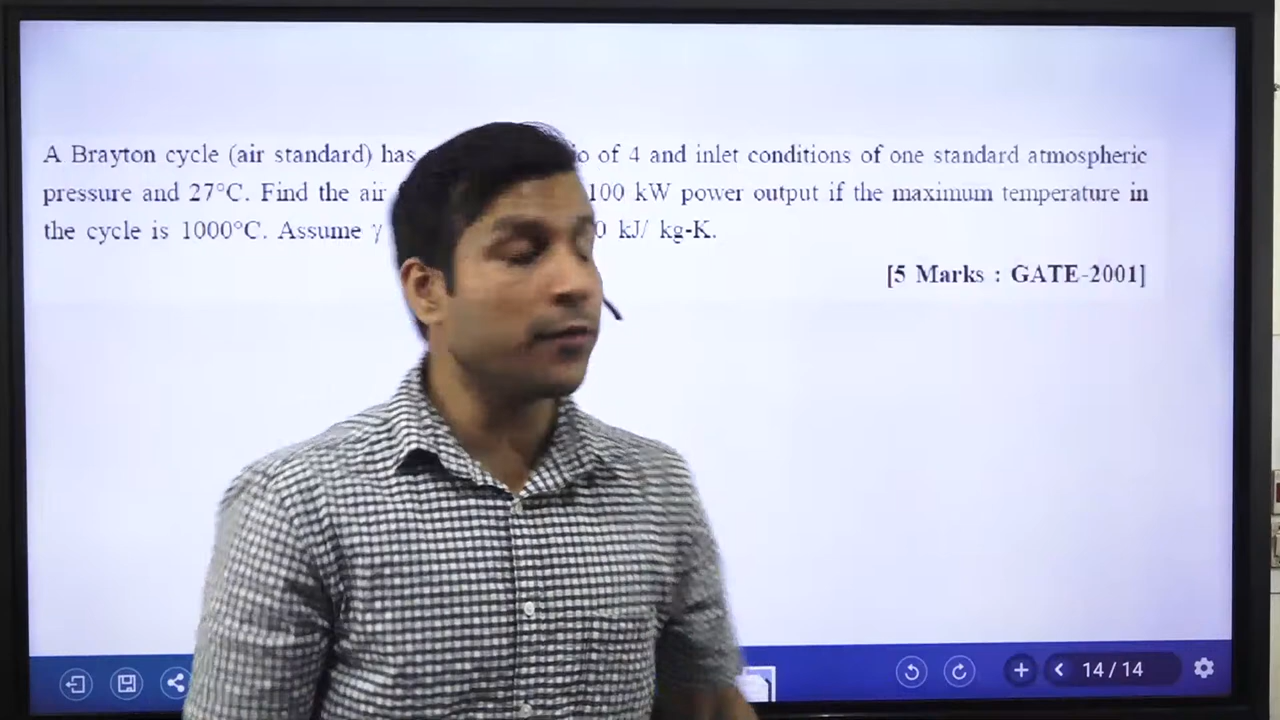 A Brayton cycle (air standard) has of 4 and inlet conditions of one standard atmospheric
pressure and 27°C. Find the air 100 kW power output if the maximum temperature in
the cycle is 1000°C. Assume γ 0 kJ/ kg-K.
[5 Marks : GATE-2001]
14/14